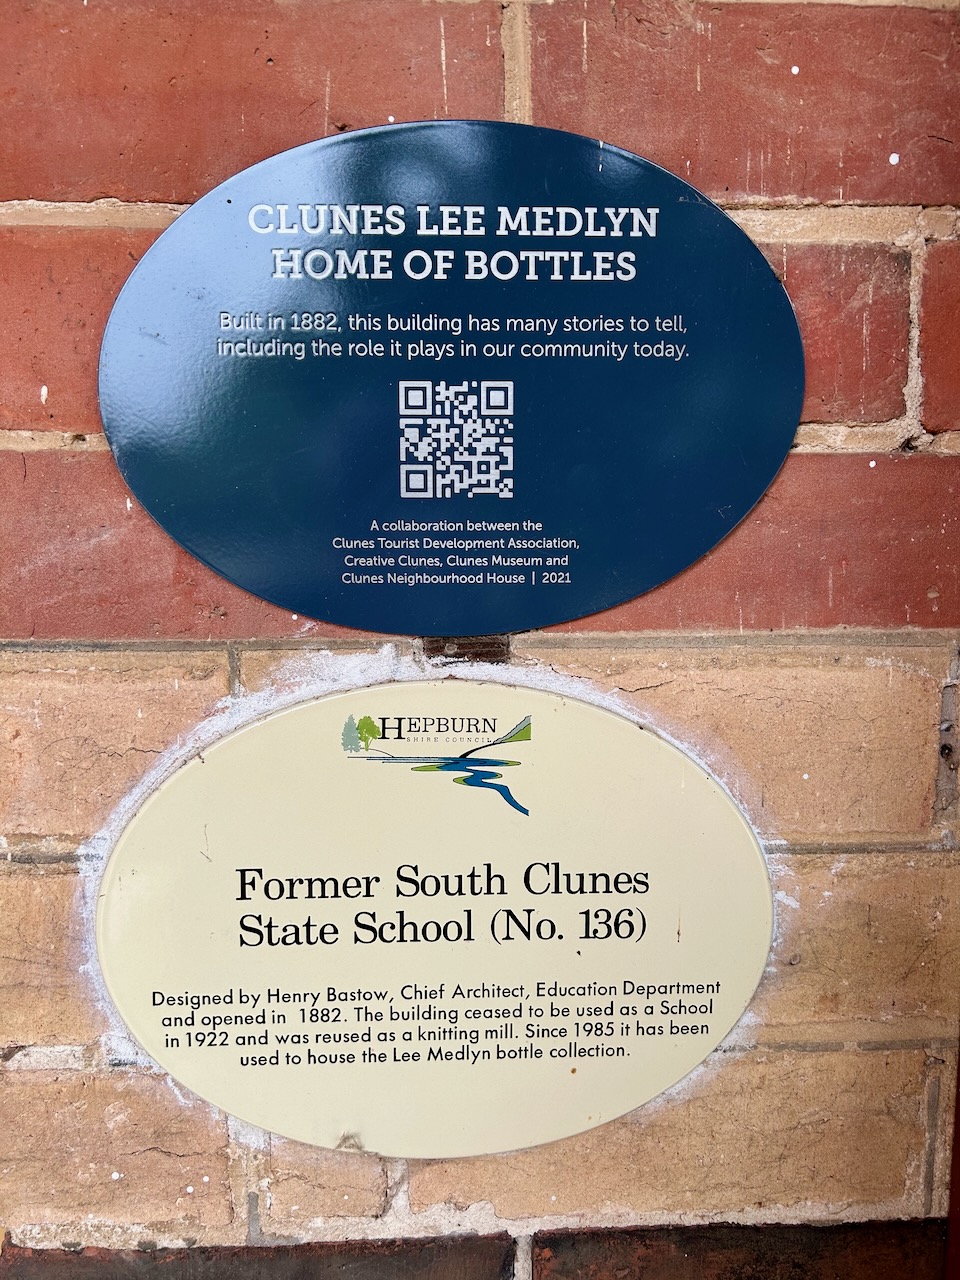 CLUNES LEE MEDLYN
HOME OF BOTTLES
Built in 1882, this building has many stories to tell,
including the role it plays in our community today.
A collaboration between the
Clunes Tourist Development Association,
Creative Clunes, Clunes Museum and
Clunes Neighbourhood House | 2021
HEPBURN
SHIRE COUNCIL
Former South Clunes
State School (No. 136)
Designed by Henry Bastow, Chief Architect, Education Department
and opened in 1882. The building ceased to be used as a School
in 1922 and was reused as a knitting mill. Since 1985 it has been
used to house the Lee Medlyn bottle collection.